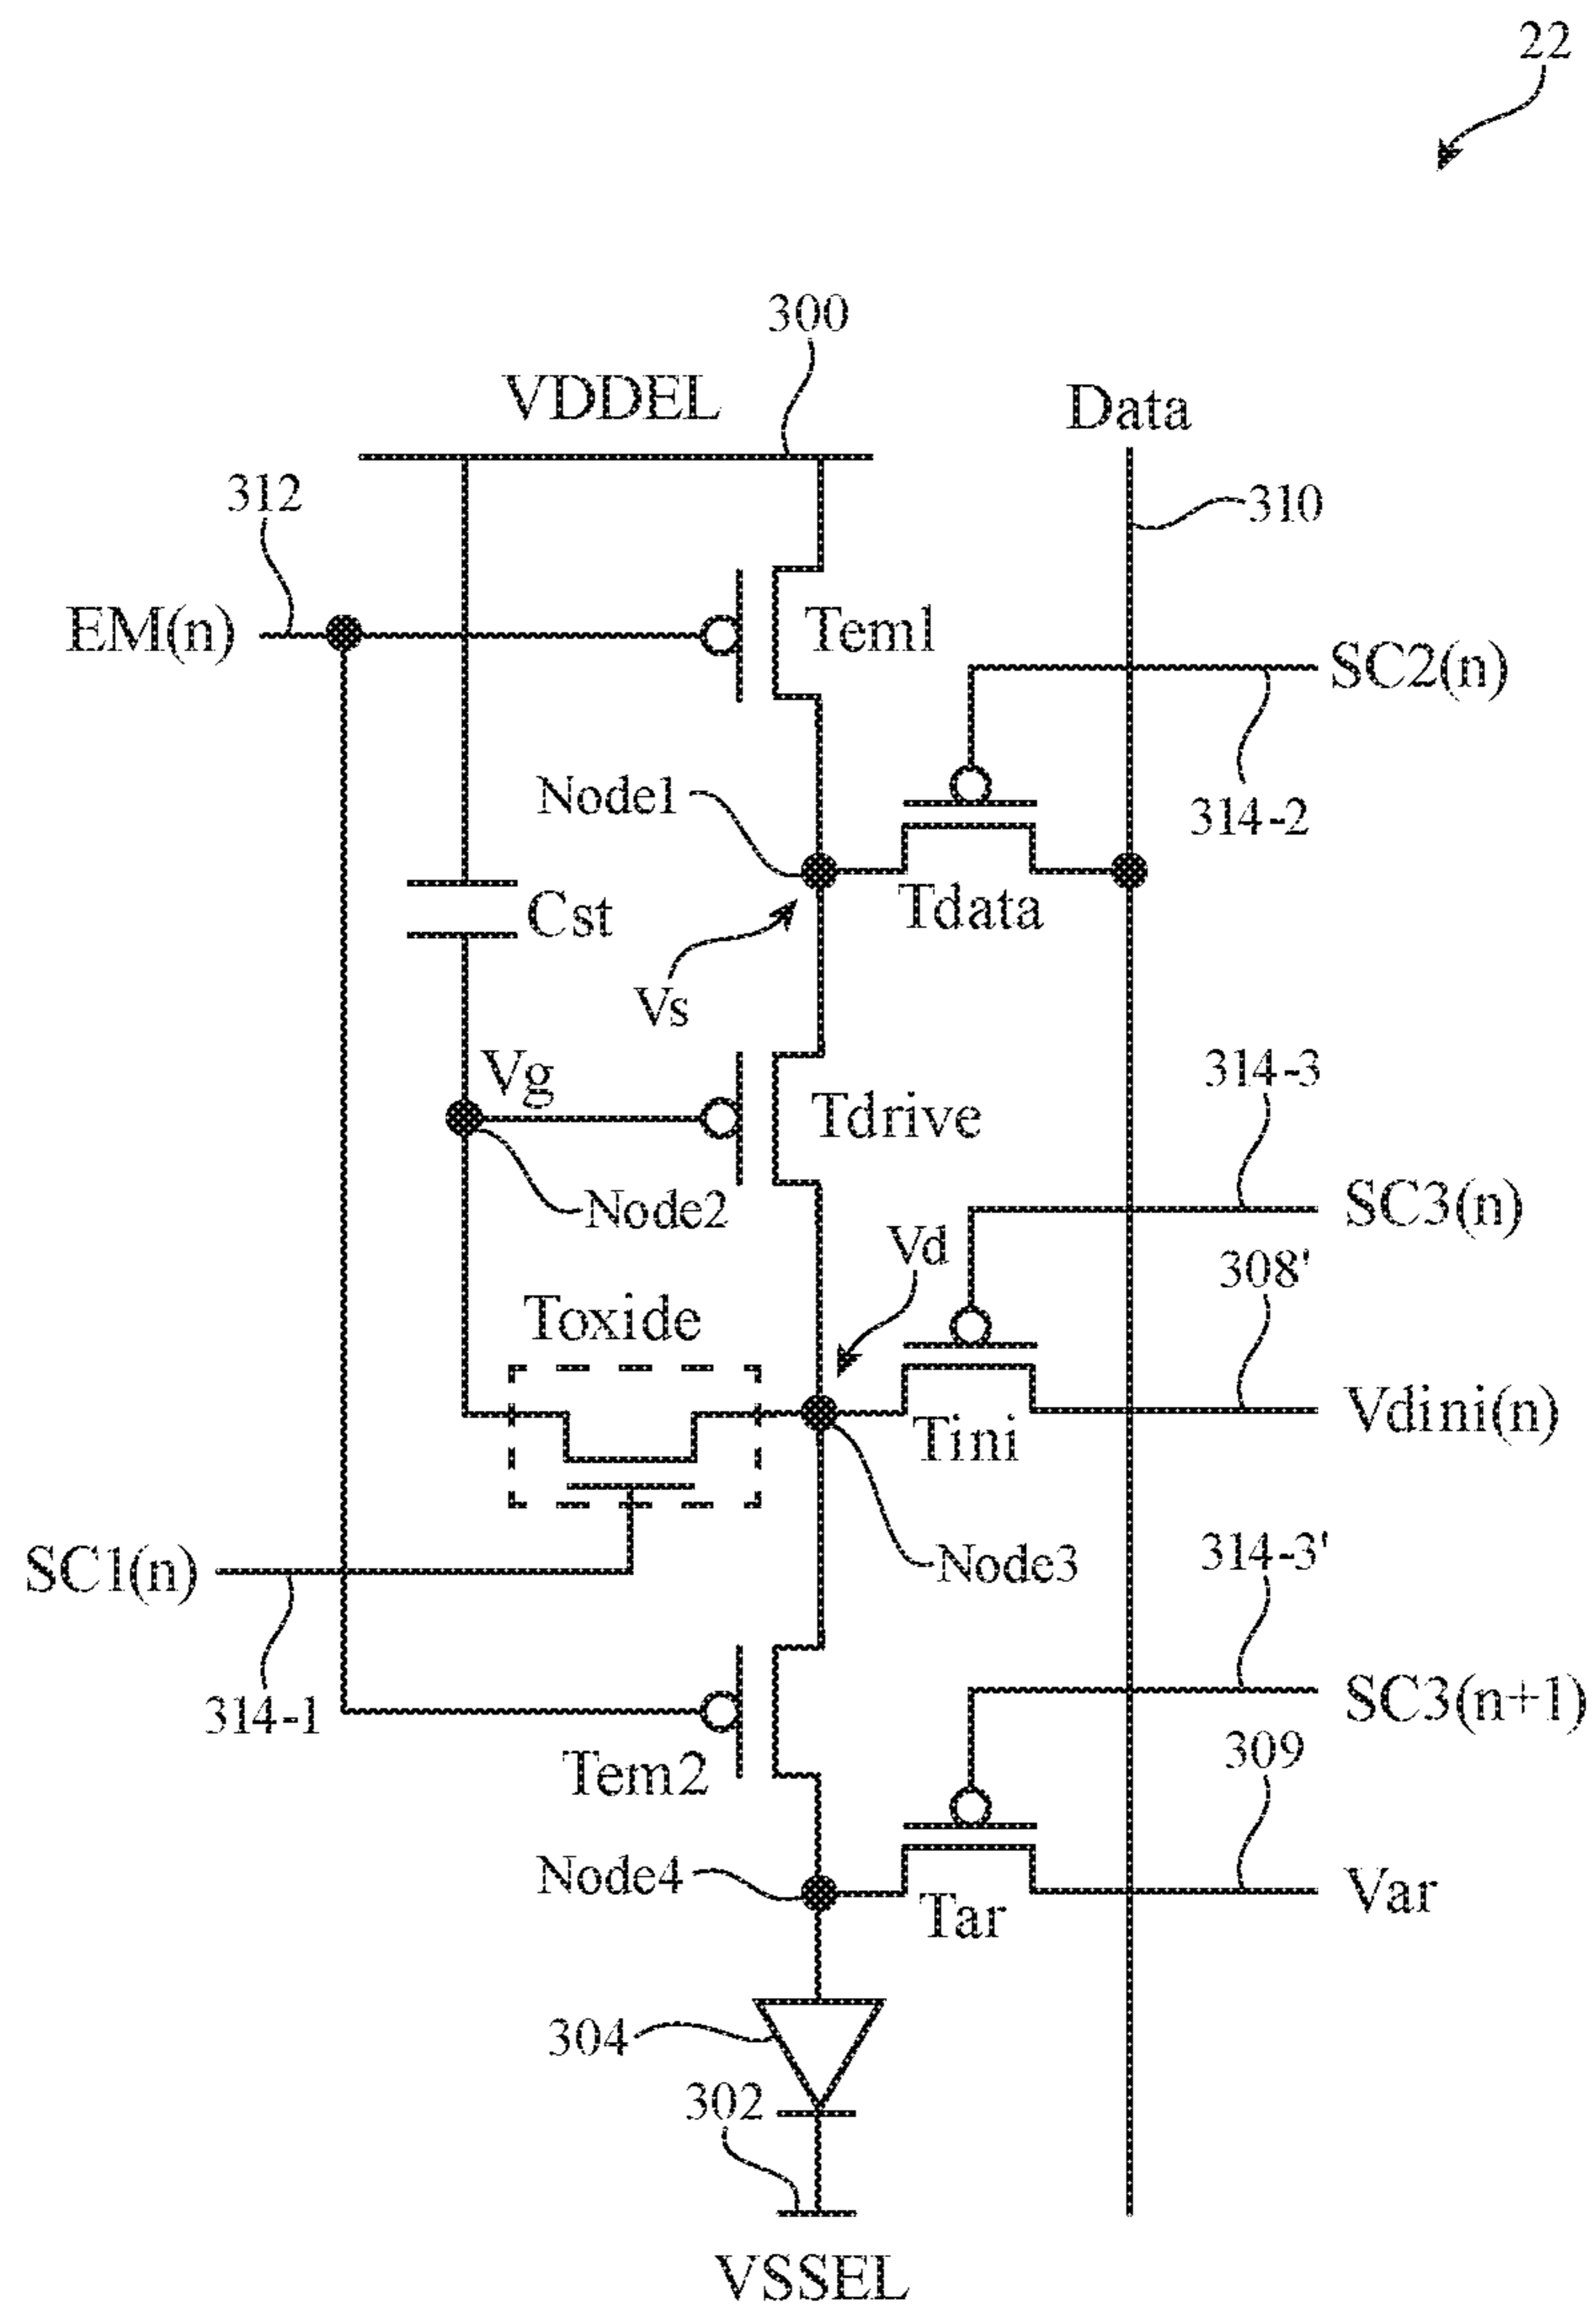 22
300
VDDEL
Data
312
310
EM(n)
Tem1
SC2(n)
Node1
314-2
Cst
Tdata
Vs
Vg
314-3
Tdrive
Node2
SC3(n)
Vd
308'
Toxide
Tini
Vdini(n)
SC1(n)
Node3
314-3'
314-1
SC3(n+1)
Tem2
309
Node4
Tar
Var
304
302
VSSEL